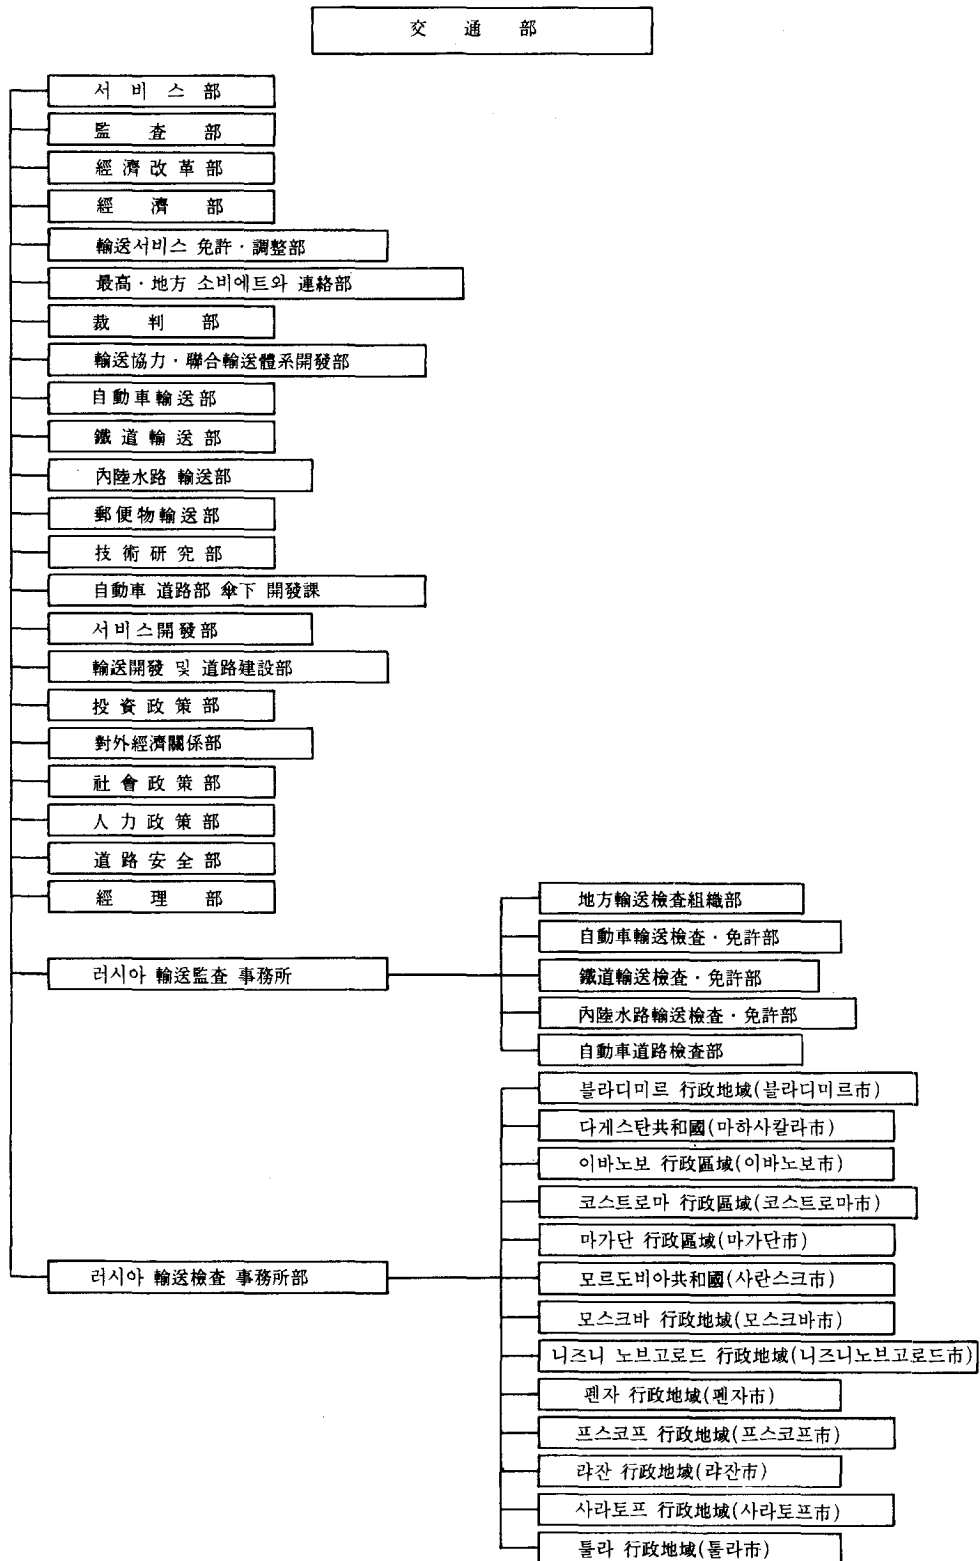 交 通 部
서 비 스 部
監 査 部
經 濟 改 革 部
經 濟 部
輸送서비스 免許·調整部
最高·地方 소비에트와 連絡部
裁 判 部
輸送協力·聯合輸送體系開發部
自動車輸送部
鐵 道 輸 送 部
內陸水路 輸送部
郵便物輸送部
技 術 硏 究 部
自動車 道路部 傘下 開發課
서비스開發部
輸送開發 및 道路建設部
投 資 政 策 部
對外經濟關係部
社 會 政 策 部
人 力 政 策 部
道 路 安 全 部
經 理 部
地方輸送檢査組織部
自動車輸送檢査·免許部
러시아 輸送監査 事務所
鐵道輸送檢査·免許部
內陸水路輸送檢査·免許部
自動車道路檢査部
블라디미르 行政地域(블라디미르市)
다게스탄共和國(마하사칼라市)
이바노보 行政區域(이바노보市)
코스트로마 行政區域(코스트로마市)
마가단 行政區域(마가단市)
러시아 輸送檢査 事務所部
모르도비아共和國(사란스크市)
모스크바 行政地域(모스크바市)
니즈니 노브고로드 行政地域(니즈니노브고로드市)
펜자 行政地域(펜자市)
프스코프 行政地域(프스코프市)
랴잔 行政地域(랴잔市)
사라토프 行政地域(사라토프市)
툴라 行政地域(툴라市)